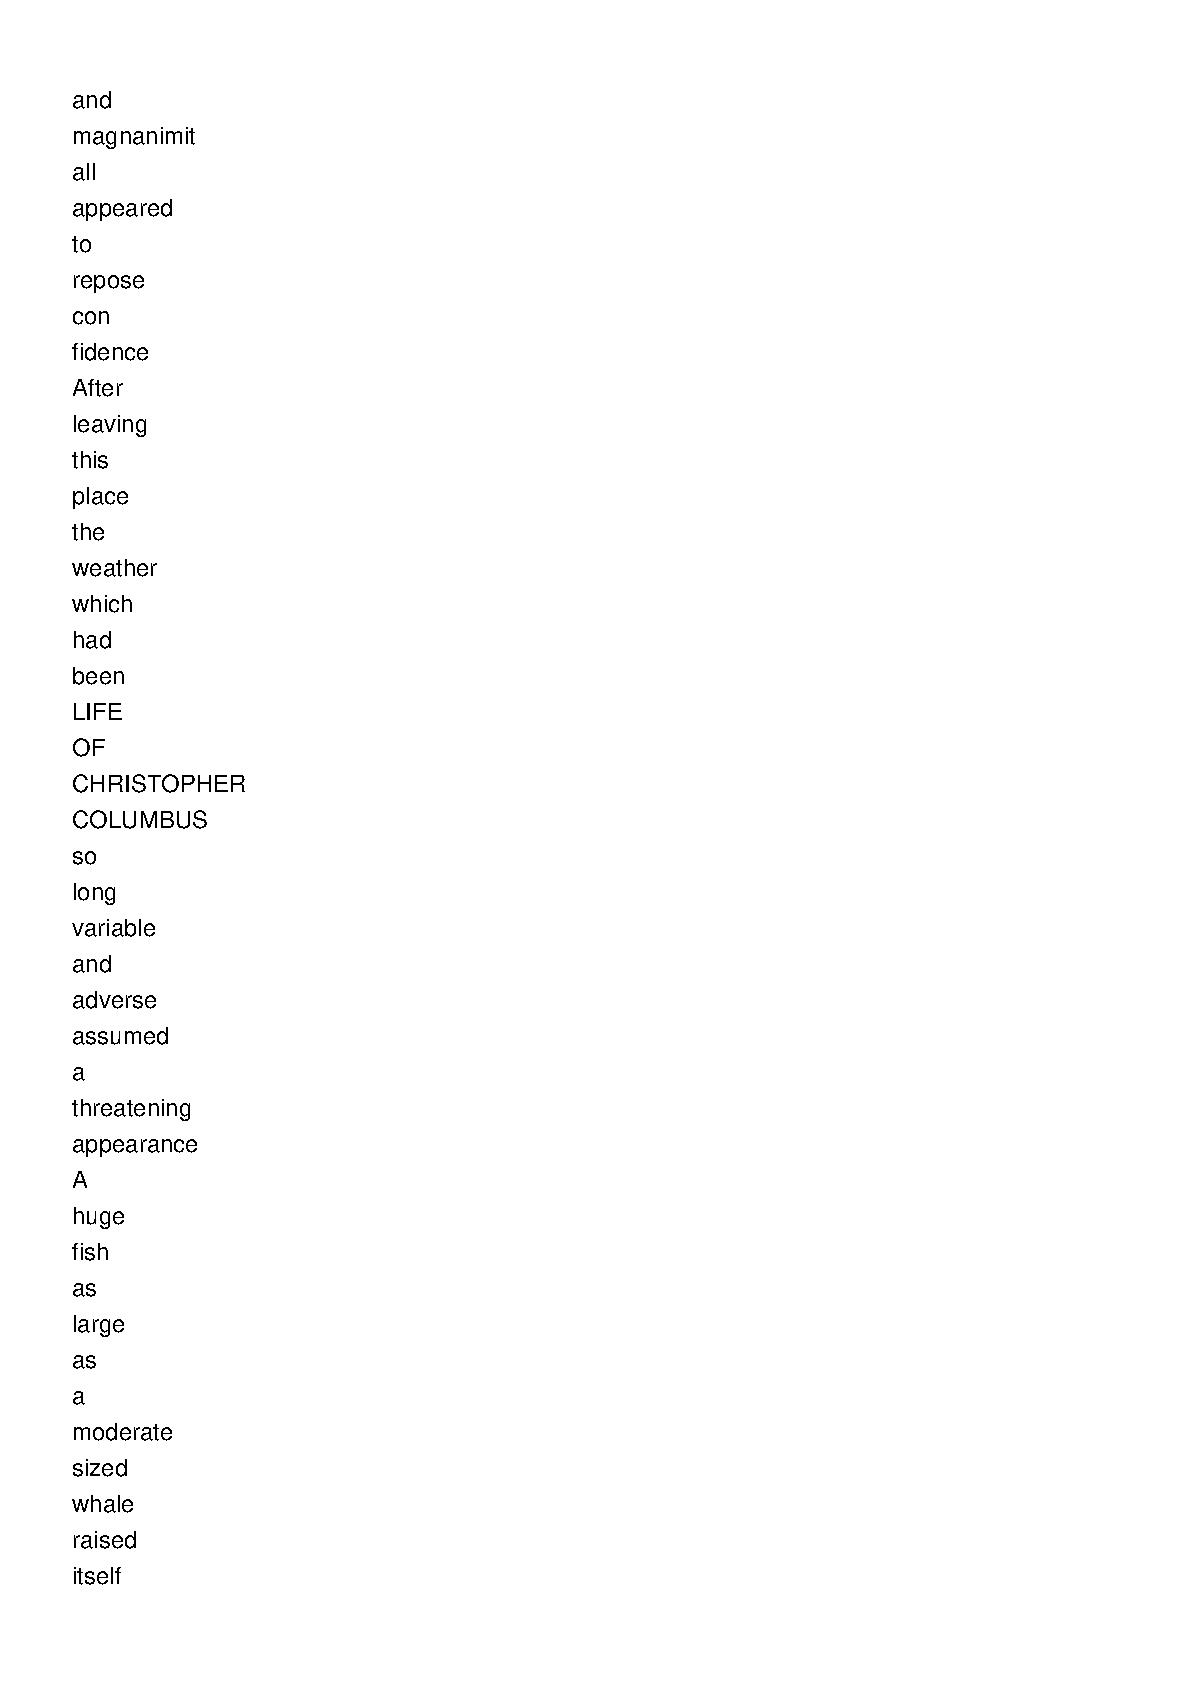 and
magnanimit
all
appeared
to
repose
con
fidence
After
leaving
this
place
the
weather
which
had
been
LIFE
OF
CHRISTOPHER
COLUMBUS
so
long
variable
and
adverse
assumed
a
threatening
appearance
A
huge
fish
as
large
as
a
moderate
sized
whale
raised
itself